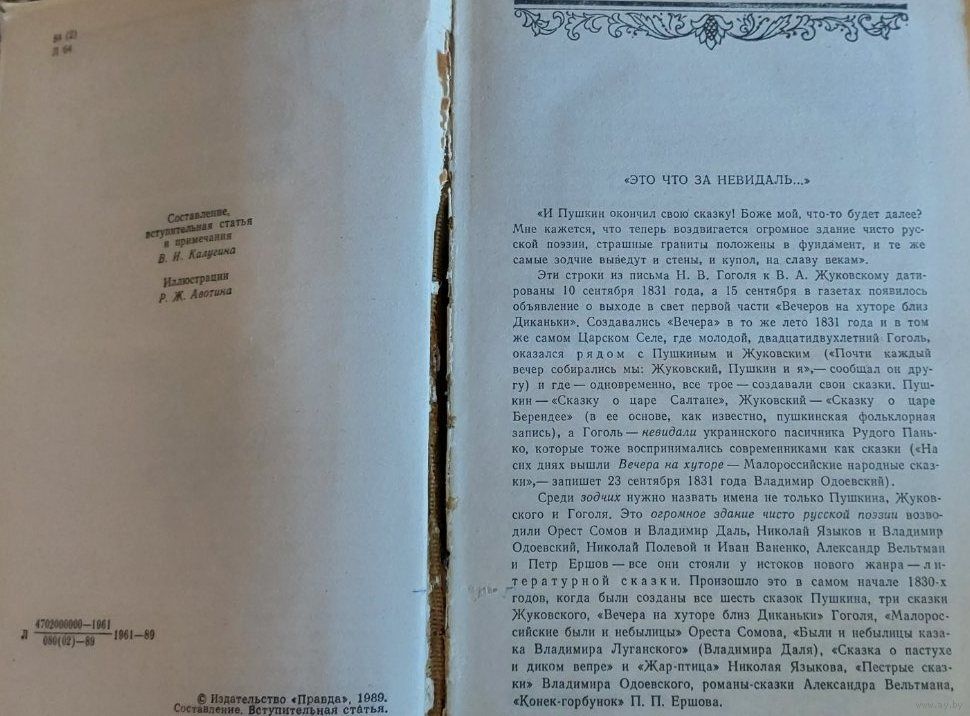 84 (2)
Л 64
Составление,
вступительная статья
и примечания
В. И. Калугина
Иллюстрации
Р. Ж. Авотина
Л 4702000000—1961
080(02)—89 1961—89
© Издательство «Правда», 1989.
Составление. Вступительная статья.
«ЭТО ЧТО ЗА НЕВИДАЛЬ...»
«И Пушкин окончил свою сказку! Боже мой, что-то будет далее?
Мне кажется, что теперь воздвигается огромное здание чисто рус-
ской поэзии, страшные граниты положены в фундамент, и те же
самые зодчие выведут и стены, и купол, на славу векам».
Эти строки из письма Н. В. Гоголя к В. А. Жуковскому дати-
рованы 10 сентября 1831 года, а 15 сентября в газетах появилось
объявление о выходе в свет первой части «Вечеров на хуторе близ
Диканьки». Создавались «Вечера» в то же лето 1831 года и в том
же самом Царском Селе, где молодой, двадцатидвухлетний Гоголь,
оказался рядом с Пушкиным и Жуковским («Почти каждый
вечер собирались мы: Жуковский, Пушкин и я»,— сообщал он дру-
гу) и где — одновременно, все трое — создавали свои сказки. Пуш-
кин — «Сказку о царе Салтане», Жуковский — «Сказку о царе
Берендее» (в ее основе, как известно, пушкинская фольклорная
запись), а Гоголь — невидали украинского пасичника Рудого Пань-
ко, которые тоже воспринимались современниками как сказки («На
сих днях вышли Вечера на хуторе — Малороссийские народные сказ-
ки»,— запишет 23 сентября 1831 года Владимир Одоевский).
Среди зодчих нужно назвать имена не только Пушкина, Жуков-
ского и Гоголя. Это огромное здание чисто русской поэзии возво-
дили Орест Сомов и Владимир Даль, Николай Языков и Владимир
Одоевский, Николай Полевой и Иван Ваненко, Александр Вельтман
и Петр Ершов — все они стояли у истоков нового жанра — ли-
тературной сказки. Произошло это в самом начале 1830-х
годов, когда были созданы все шесть сказок Пушкина, три сказки
Жуковского, «Вечера на хуторе близ Диканьки» Гоголя, «Малорос-
сийские были и небылицы» Ореста Сомова, «Были и небылицы каза-
ка Владимира Луганского» (Владимира Даля), «Сказка о пастухе
и диком вепре» и «Жар-птица» Николая Языкова, «Пестрые сказ-
ки» Владимира Одоевского, романы-сказки Александра Вельтмана,
«Конек-горбунок» П. П. Ершова.
www.ay.by